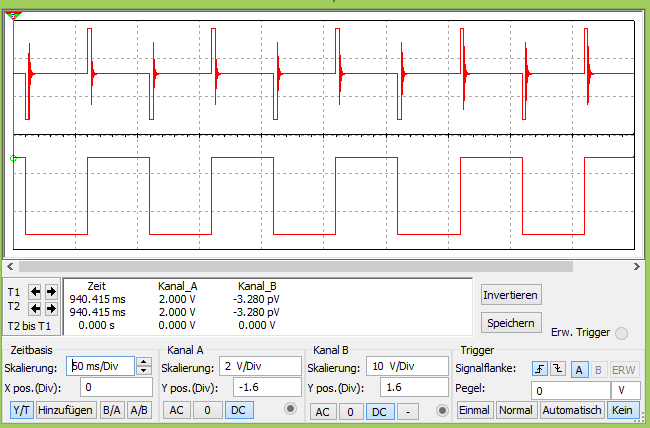 Zeit Kanal_A Kanal_B
T1 940.415 ms 2.000 V -3.280 pV
T2 940.415 ms 2.000 V -3.280 pV
T2 bis T1 0.000 s 0.000 V 0.000 V
Invertieren
Speichern
Erw. Trigger
Zeitbasis Kanal A Kanal B Trigger
Skalierung: 50 ms/Div Skalierung: 2 V/Div Skalierung: 10 V/Div Signalflanke: A B ERW
X pos.(Div): 0 Y pos.(Div): -1.6 Y pos.(Div): 1.6 Pegel: 0 V
Y/T Hinzufügen B/A A/B AC 0 DC AC 0 DC - Einmal Normal Automatisch Kein